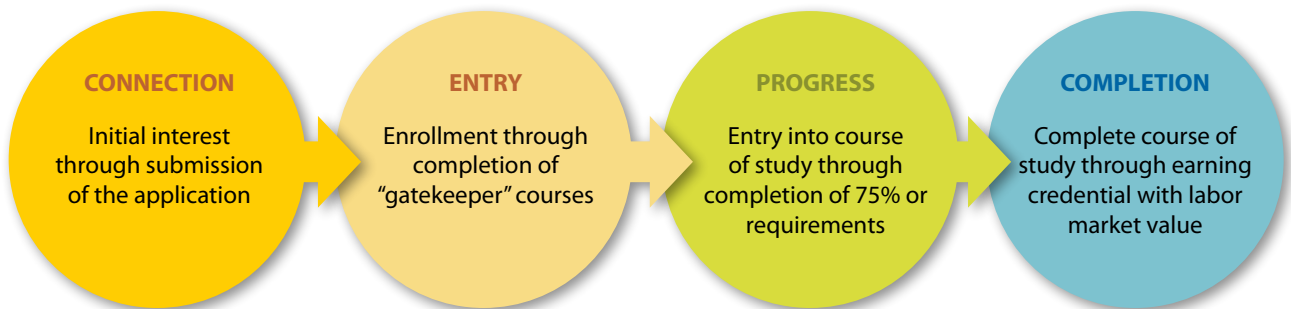 CONNECTION
Initial interest
through submission
of the application
ENTRY
Enrollment through
completion of
“gatekeeper” courses
PROGRESS
Entry into course
of study through
completion of 75% or
requirements
COMPLETION
Complete course of
study through earning
credential with labor
market value